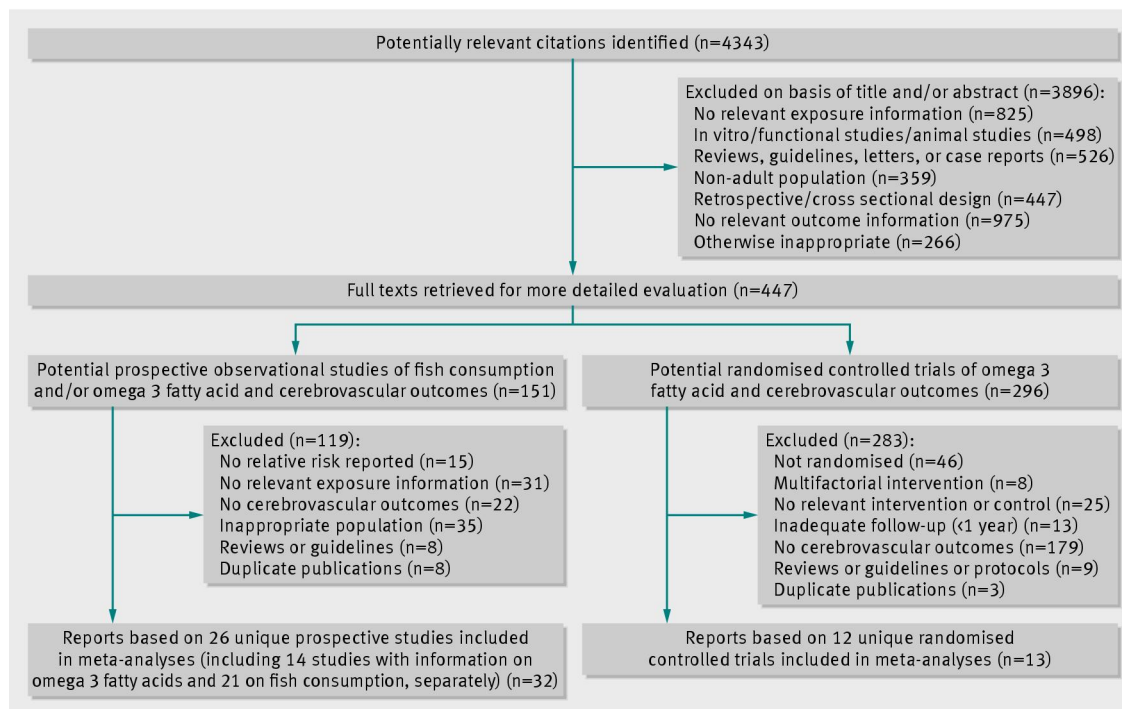 Potentially relevant citations identified (n=4343)
Excluded on basis of title and/or abstract (n=3896):
No relevant exposure information (n=825)
In vitro/functional studies/animal studies (n=498)
Reviews, guidelines, letters, or case reports (n=526)
Non-adult population (n=359)
Retrospective/cross sectional design (n=447)
No relevant outcome information (n=975)
Otherwise inappropriate (n=266)
Full texts retrieved for more detailed evaluation (n=447)
Potential prospective observational studies of fish consumption
and/or omega 3 fatty acid and cerebrovascular outcomes (n=151)
Potential randomised controlled trials of omega 3
fatty acid and cerebrovascular outcomes (n=296)
Excluded (n=119):
No relative risk reported (n=15)
No relevant exposure information (n=31)
No cerebrovascular outcomes (n=22)
Inappropriate population (n=35)
Reviews or guidelines (n=8)
Duplicate publications (n=8)
Excluded (n=283):
Not randomised (n=46)
Multifactorial intervention (n=8)
No relevant intervention or control (n=25)
Inadequate follow-up (<1 year) (n=13)
No cerebrovascular outcomes (n=179)
Reviews or guidelines or protocols (n=9)
Duplicate publications (n=3)
Reports based on 26 unique prospective studies included
in meta-analyses (including 14 studies with information on
omega 3 fatty acids and 21 on fish consumption, separately) (n=32)
Reports based on 12 unique randomised
controlled trials included in meta-analyses (n=13)